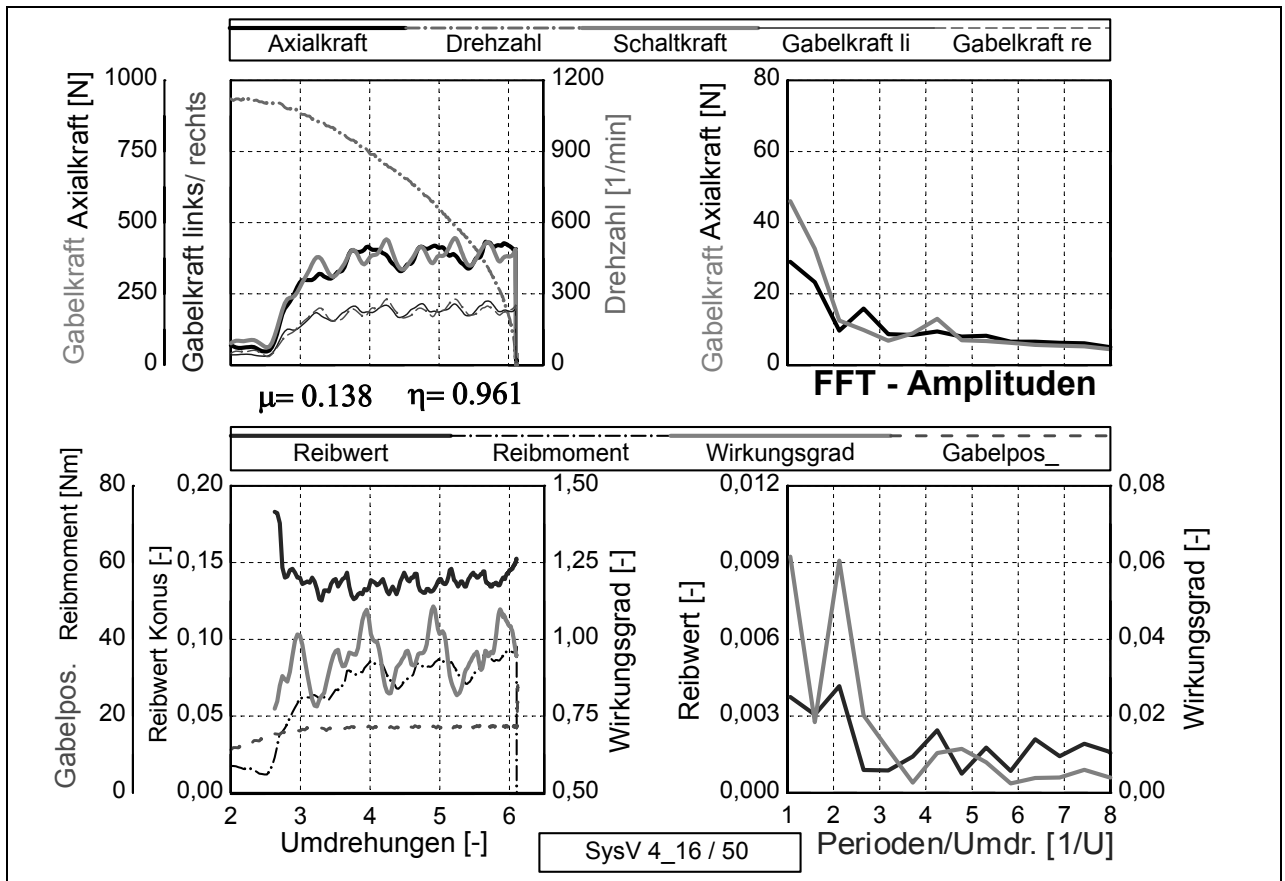 Axialkraft Drehzahl Schaltkraft Gabelkraft li Gabelkraft re
Gabelkraft Axialkraft [N]
1000
750
500
250
0
Gabelkraft links/ rechts
1200
900
600
300
0
Drehzahl [1/min]
μ= 0.138 η= 0.961
Gabelkraft Axialkraft [N]
80
60
40
20
0
FFT - Amplituden
Reibwert Reibmoment Wirkungsgrad Gabelpos_
Gabelpos. Reibmoment [Nm]
80
60
40
20
0
Reibwert Konus [-]
0,20
0,15
0,10
0,05
0,00
1,50
1,25
1,00
0,75
0,50
Wirkungsgrad [-]
2 3 4 5 6
Umdrehungen [-]
Reibwert [-]
0,012
0,009
0,006
0,003
0,000
0,08
0,06
0,04
0,02
0,00
Wirkungsgrad [-]
1 2 3 4 5 6 7 8
Perioden/Umdr. [1/U]
SysV 4_16 / 50